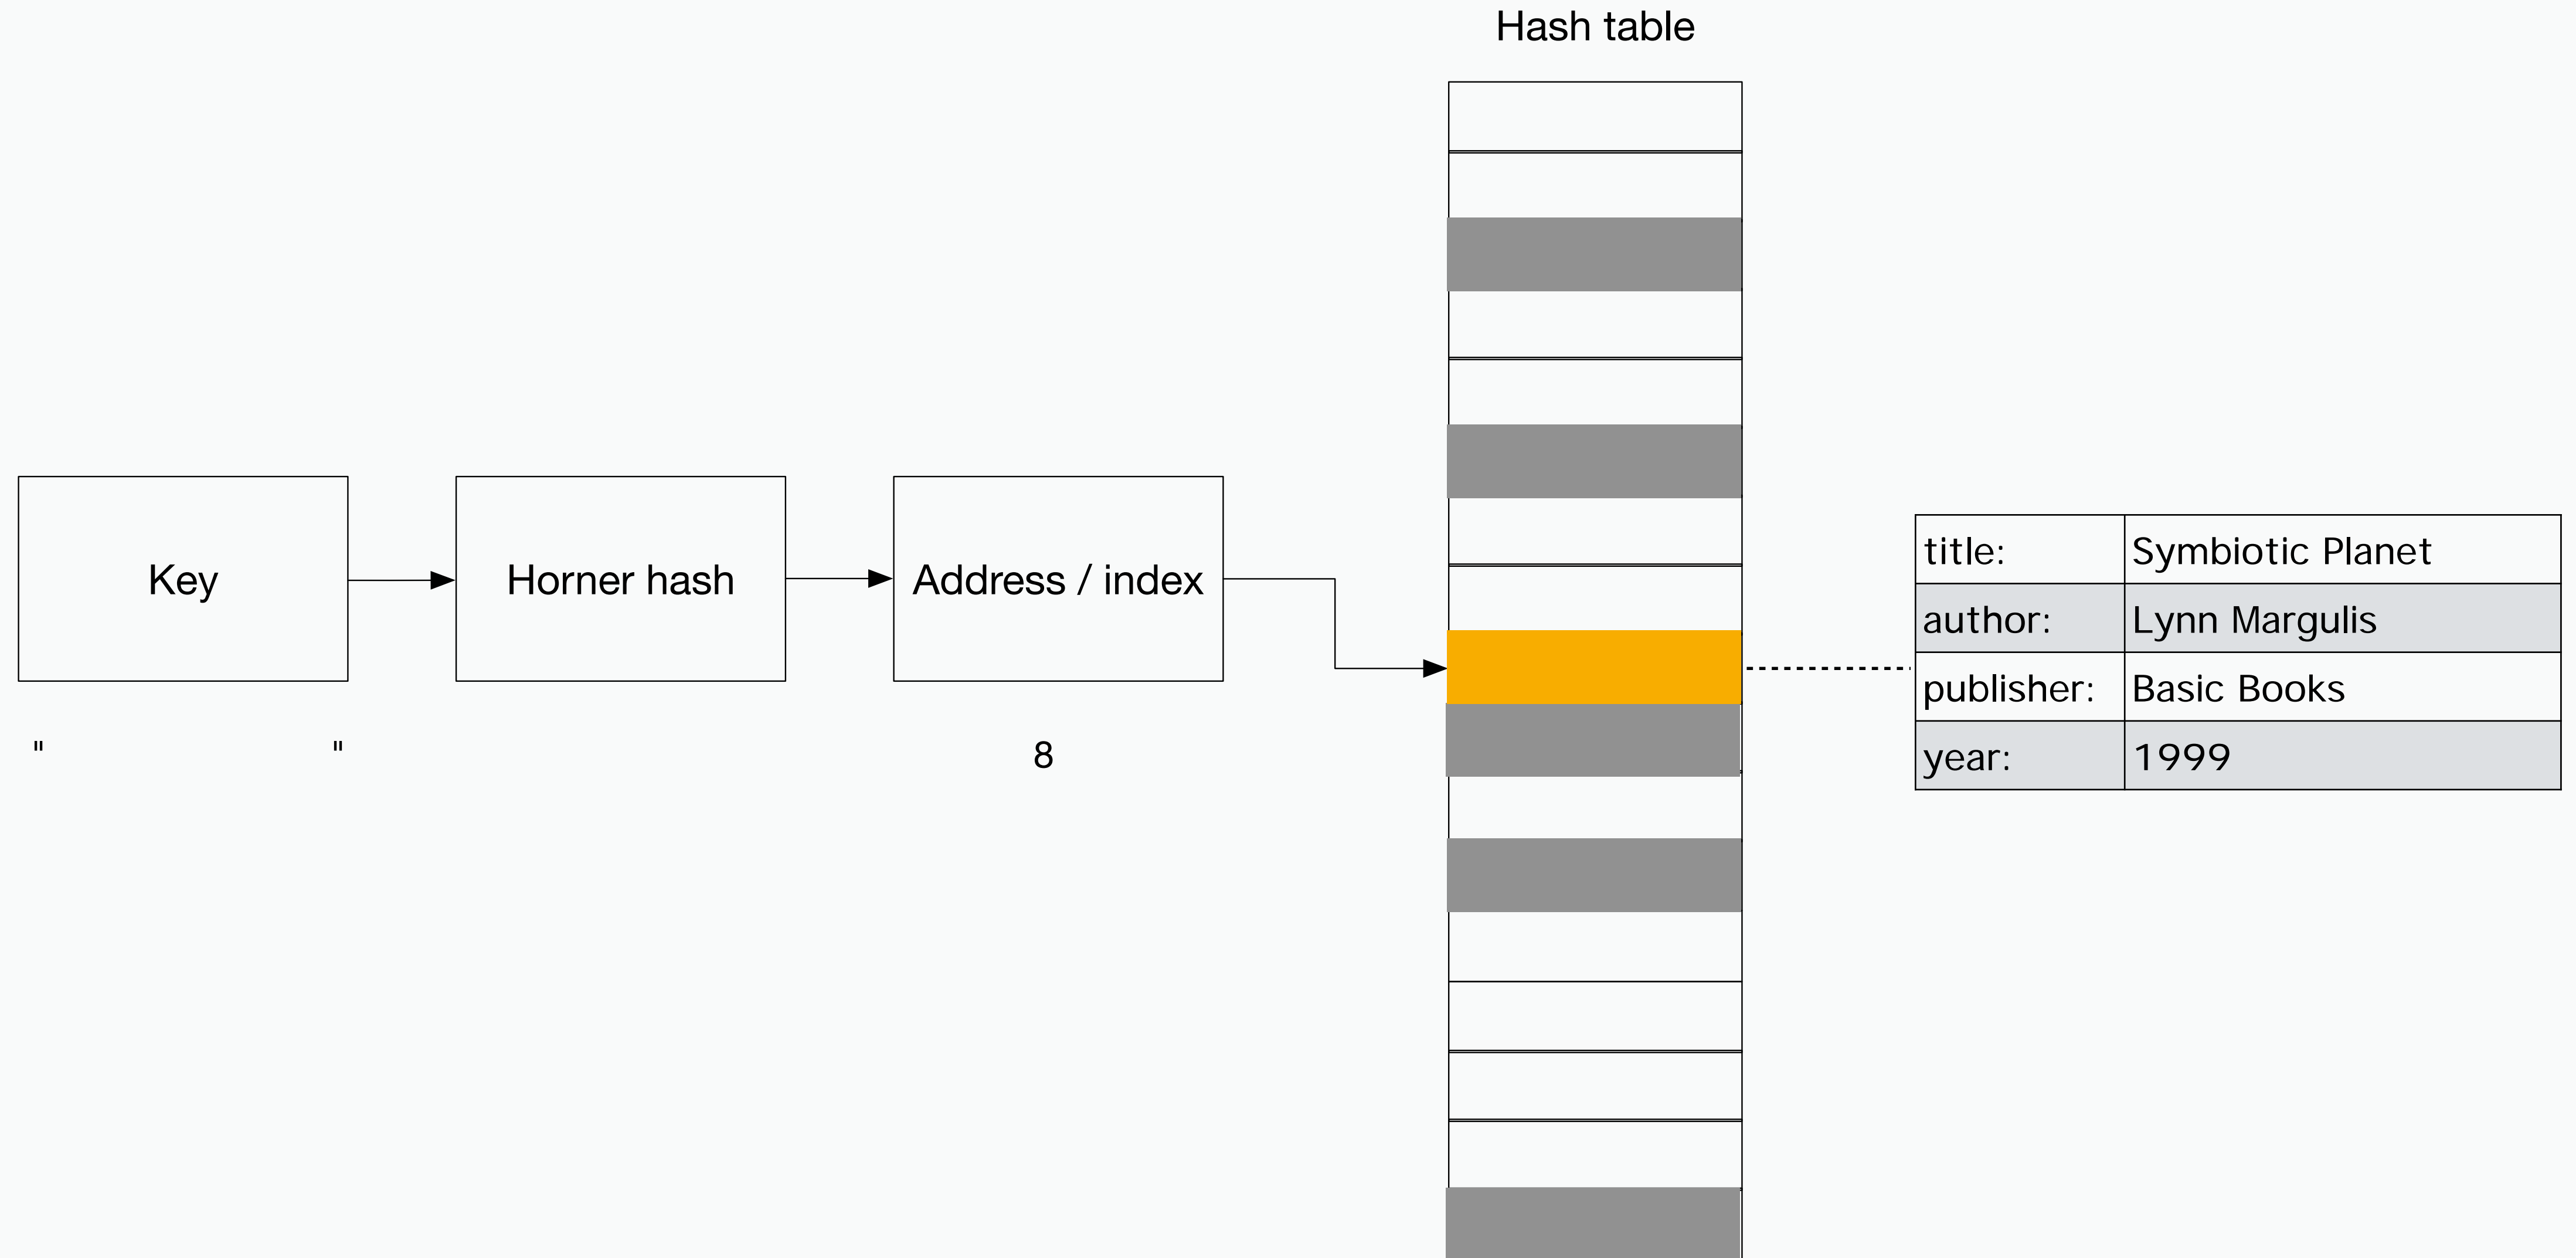 Hash table
Key
Horner hash
Address / index
" "
8
title: Symbiotic Planet
author: Lynn Margulis
publisher: Basic Books
year: 1999